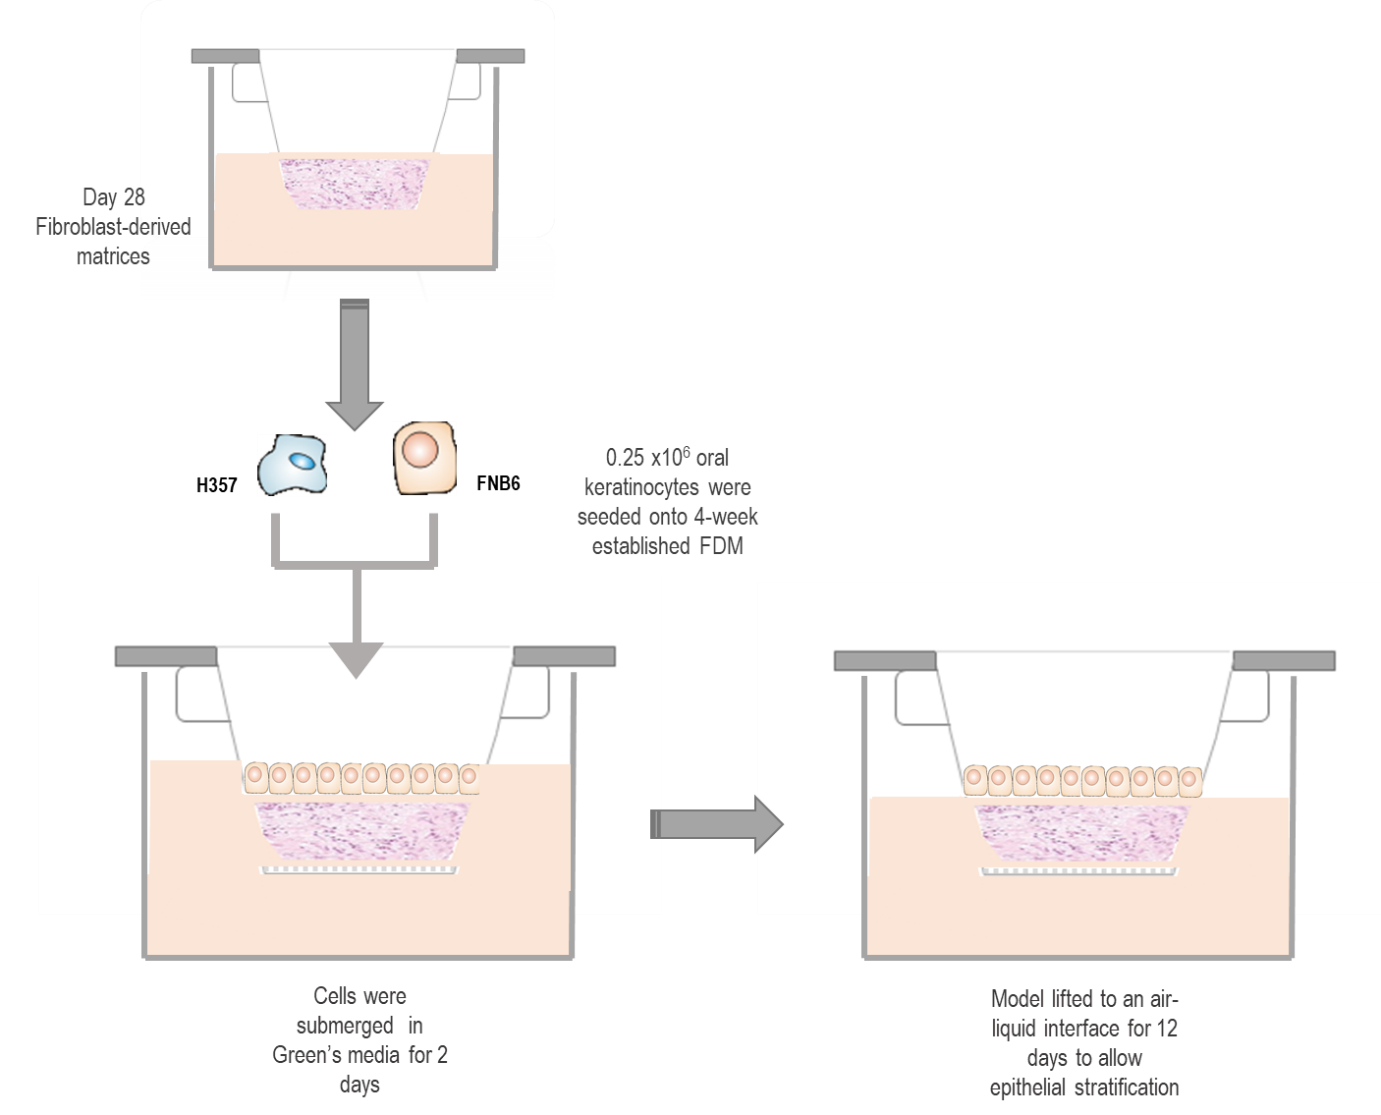 Day 28
Fibroblast-derived
matrices
H357
FNB6
0.25 x10⁶ oral
keratinocytes were
seeded onto 4-week
established FDM
Cells were
submerged in
Green's media for 2
days
Model lifted to an air-
liquid interface for 12
days to allow
epithelial stratification